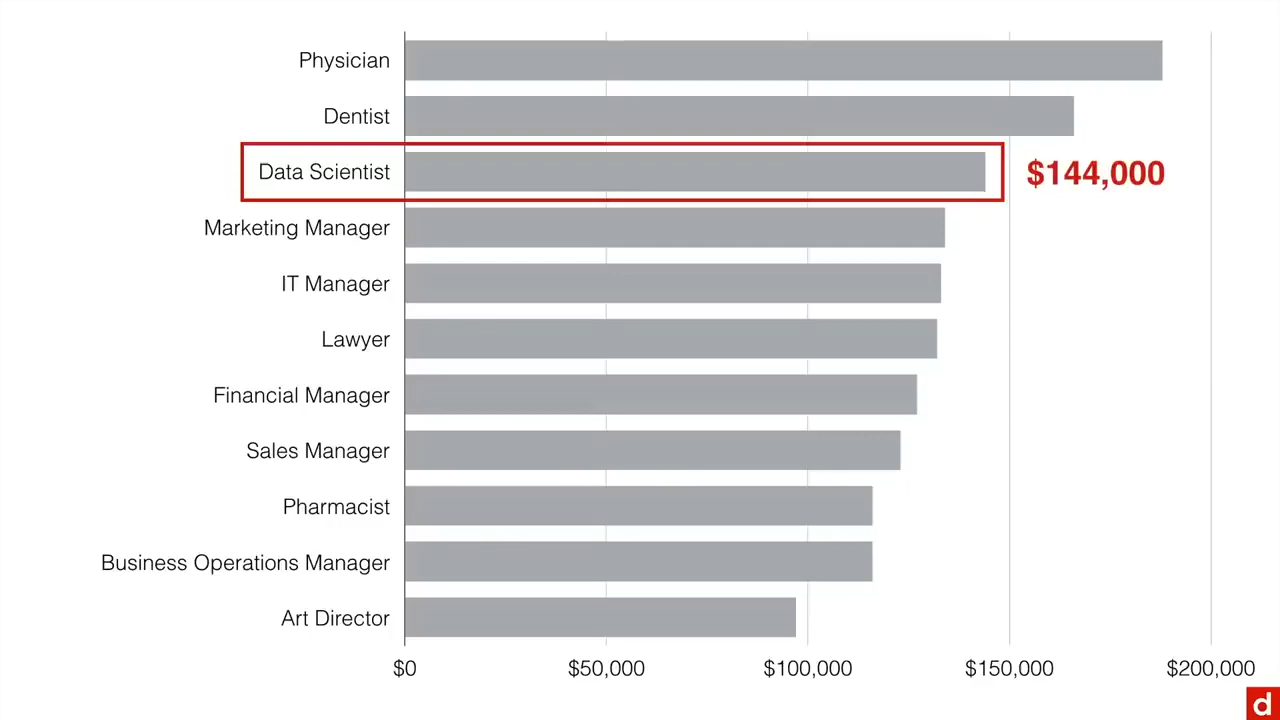 Physician
Dentist
Data Scientist
$144,000
Marketing Manager
IT Manager
Lawyer
Financial Manager
Sales Manager
Pharmacist
Business Operations Manager
Art Director
$0 $50,000 $100,000 $150,000 $200,000
d